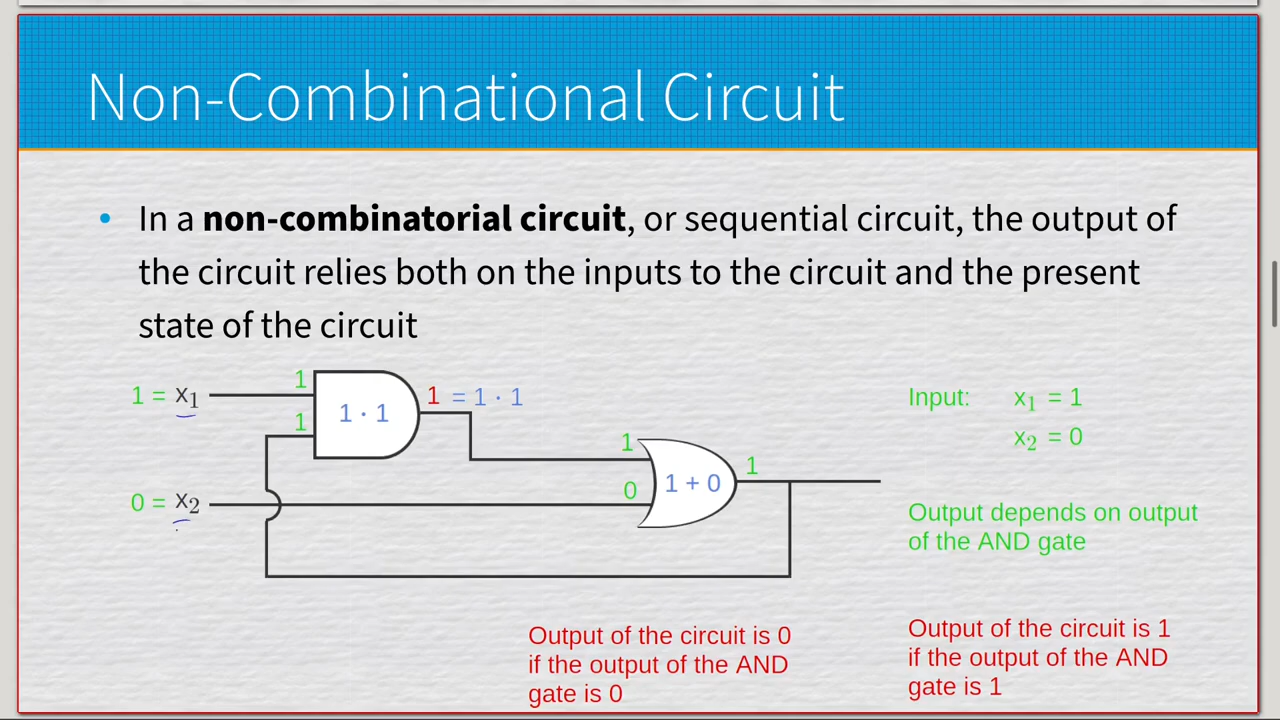 Non-Combinational Circuit
• In a non-combinatorial circuit, or sequential circuit, the output of
the circuit relies both on the inputs to the circuit and the present
state of the circuit
1 = x₁
1
1
1 · 1
1 = 1 · 1
0 = x₂
1
0
1 + 0
1
Input: x₁ = 1
x₂ = 0
Output depends on output
of the AND gate
Output of the circuit is 0
if the output of the AND
gate is 0
Output of the circuit is 1
if the output of the AND
gate is 1